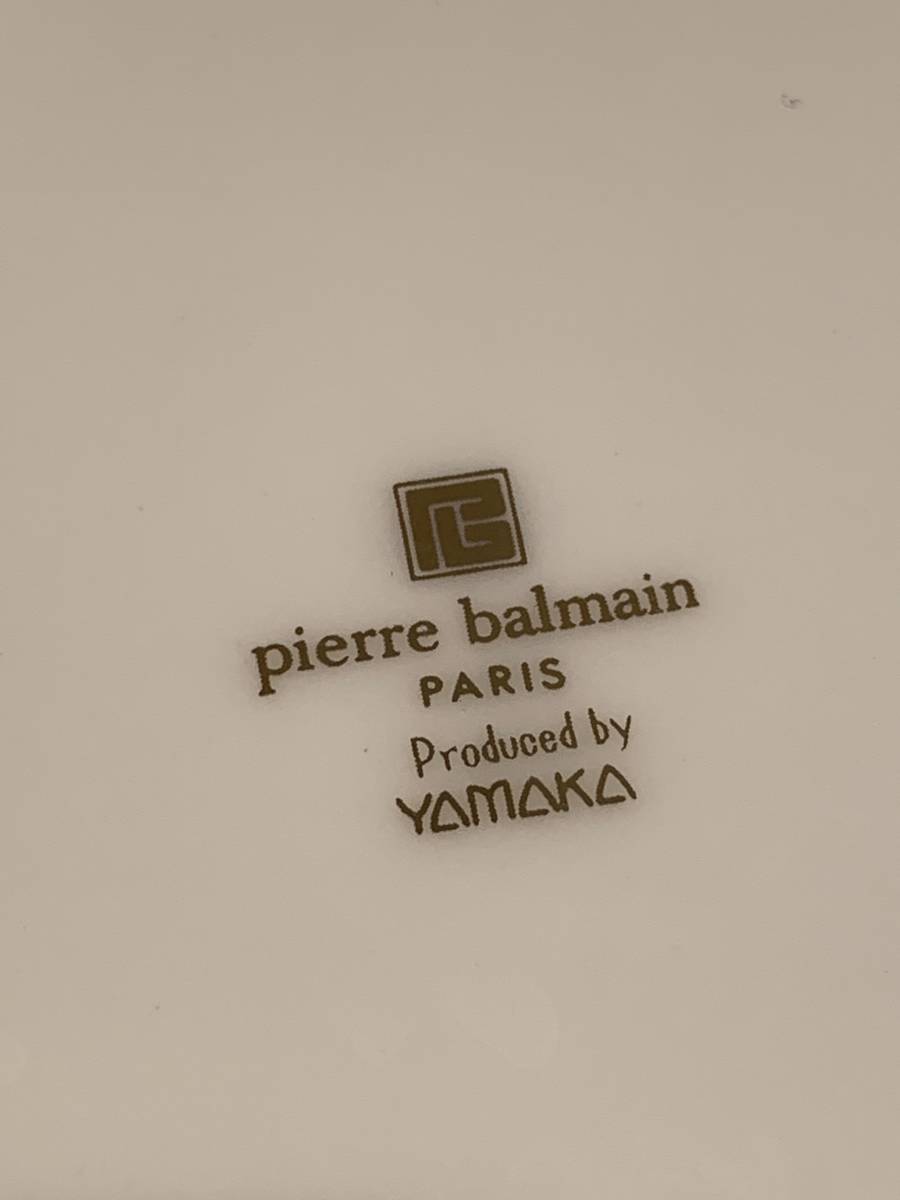 pierre balmain
PARIS
Produced by
YAMAKA